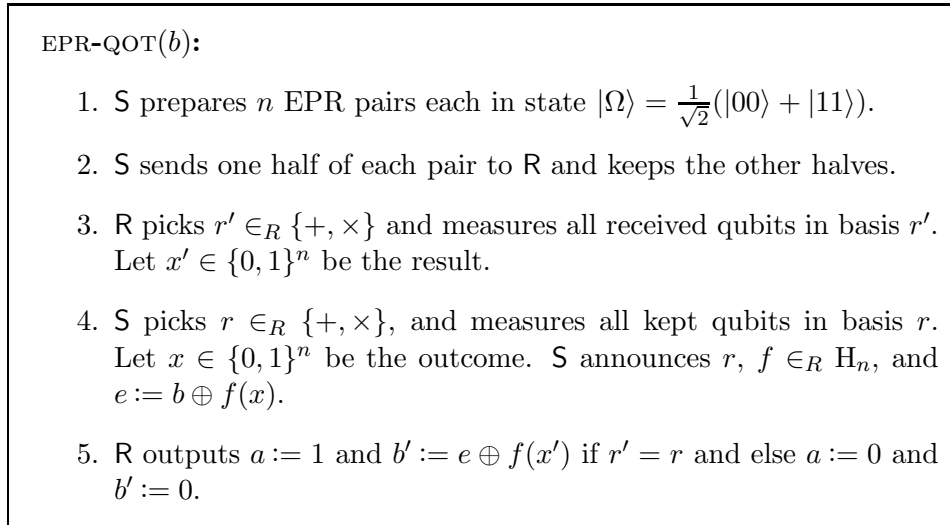 EPR-QOT(b):
1. S prepares n EPR pairs each in state |Ω⟩ = 1/√2(|00⟩ + |11⟩).
2. S sends one half of each pair to R and keeps the other halves.
3. R picks r′ ∈_R {+, ×} and measures all received qubits in basis r′.
Let x′ ∈ {0, 1}^n be the result.
4. S picks r ∈_R {+, ×}, and measures all kept qubits in basis r.
Let x ∈ {0, 1}^n be the outcome. S announces r, f ∈_R H_n, and
e := b ⊕ f(x).
5. R outputs a := 1 and b′ := e ⊕ f(x′) if r′ = r and else a := 0 and
b′ := 0.